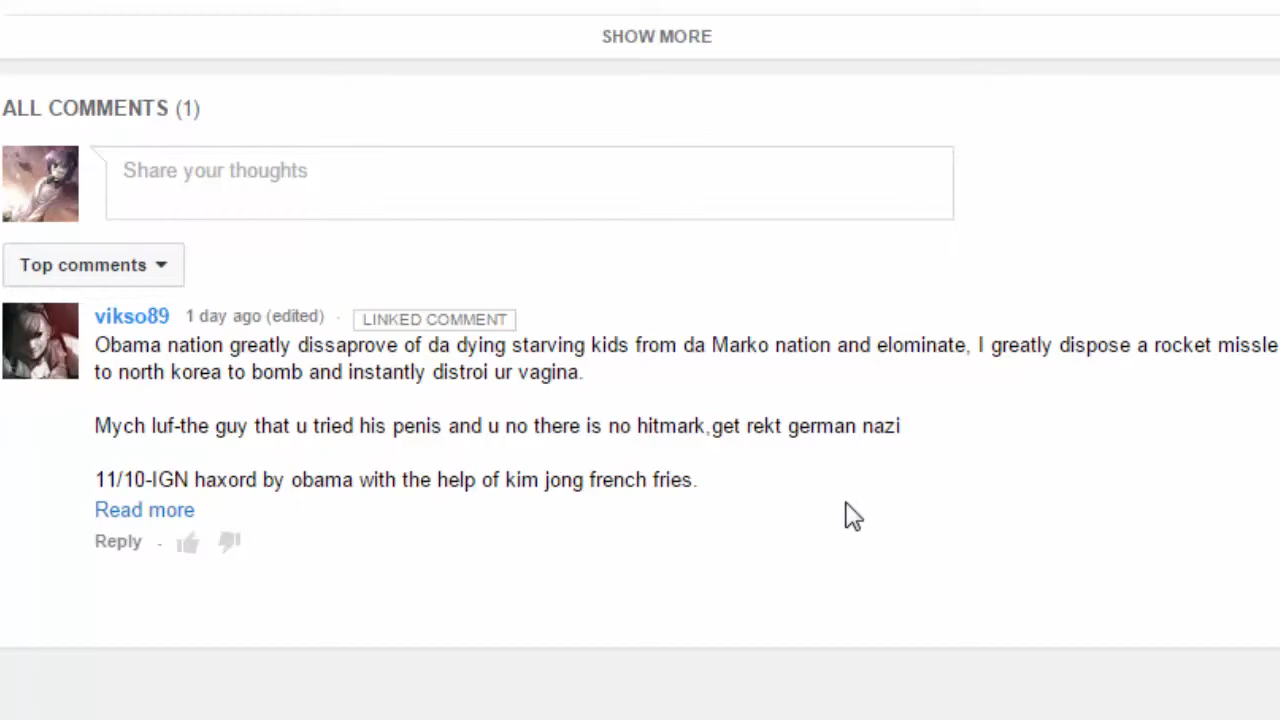 SHOW MORE
ALL COMMENTS (1)
Share your thoughts
Top comments
vikso89 1 day ago (edited) · LINKED COMMENT
Obama nation greatly dissaprove of da dying starving kids from da Marko nation and elominate, I greatly dispose a rocket missle
to north korea to bomb and instantly distroi ur vagina.
Mych luf-the guy that u tried his penis and u no there is no hitmark,get rekt german nazi
11/10-IGN haxord by obama with the help of kim jong french fries.
Read more
Reply ·